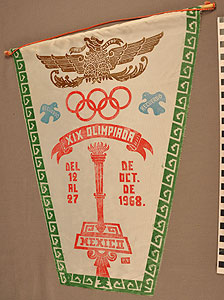 XIX OLIMPIADA
DEL
12
AL
27
DE
OCT.
DE
1968.
MEXICO